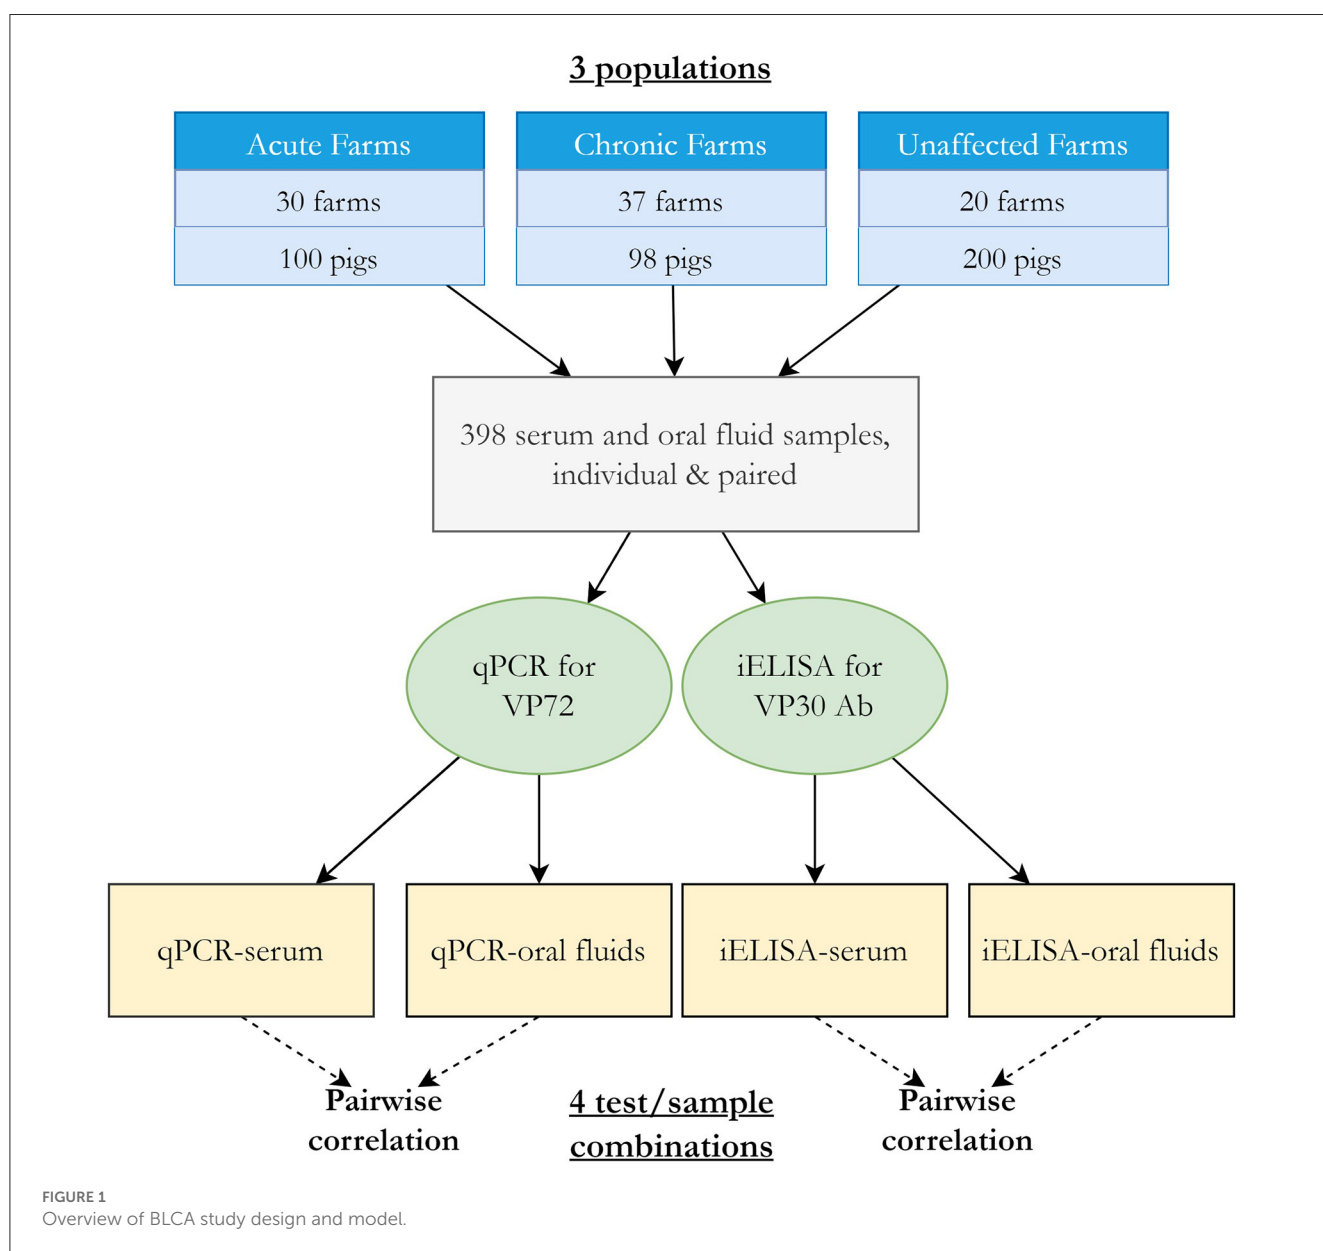 3 populations
Acute Farms
30 farms
100 pigs
Chronic Farms
37 farms
98 pigs
Unaffected Farms
20 farms
200 pigs
398 serum and oral fluid samples,
individual & paired
qPCR for
VP72
iELISA for
VP30 Ab
qPCR-serum
qPCR-oral fluids
iELISA-serum
iELISA-oral fluids
Pairwise
correlation
4 test/sample
combinations
Pairwise
correlation
FIGURE 1
Overview of BLCA study design and model.